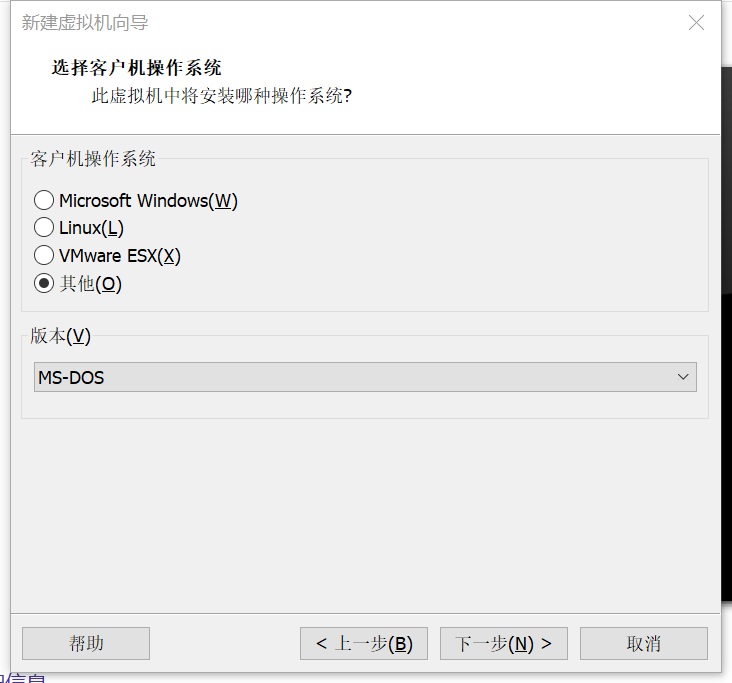 新建虚拟机向导
选择客户机操作系统
此虚拟机中将安装哪种操作系统?
客户机操作系统
Microsoft Windows(W)
Linux(L)
VMware ESX(X)
其他(O)
版本(V)
MS-DOS
帮助
< 上一步(B)
下一步(N) >
取消
信息